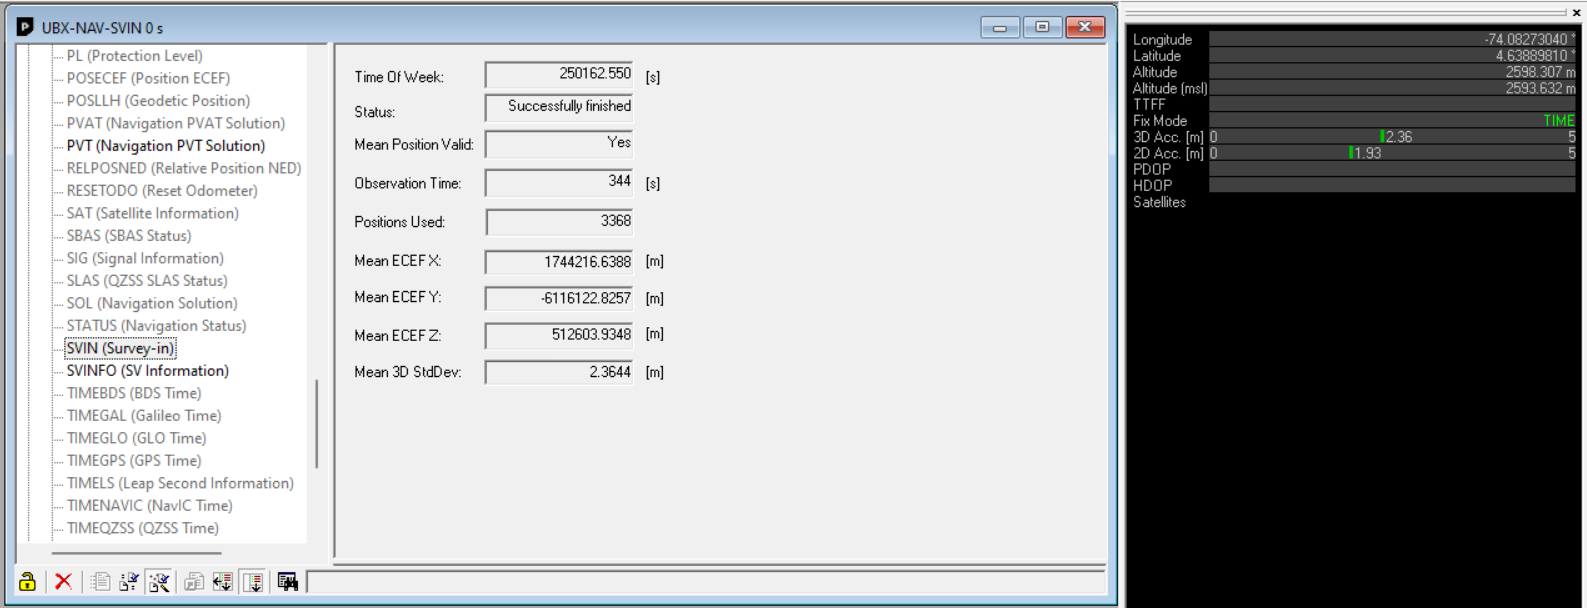 UBX-NAV-SVIN 0 s
PL (Protection Level)
POSECEF (Position ECEF)
POSLLH (Geodetic Position)
PVAT (Navigation PVAT Solution)
PVT (Navigation PVT Solution)
RELPOSNED (Relative Position NED)
RESETODO (Reset Odometer)
SAT (Satellite Information)
SBAS (SBAS Status)
SIG (Signal Information)
SLAS (QZSS SLAS Status)
SOL (Navigation Solution)
STATUS (Navigation Status)
SVIN (Survey-in)
SVINFO (SV Information)
TIMEBDS (BDS Time)
TIMEGAL (Galileo Time)
TIMEGLO (GLO Time)
TIMEGPS (GPS Time)
TIMELS (Leap Second Information)
TIMENAVIC (NavIC Time)
TIMEQZSS (QZSS Time)
Time Of Week: 250162.550 [s]
Status: Successfully finished
Mean Position Valid: Yes
Observation Time: 344 [s]
Positions Used: 3368
Mean ECEF X: 1744216.6388 [m]
Mean ECEF Y: -6116122.8257 [m]
Mean ECEF Z: 512603.9348 [m]
Mean 3D StdDev: 2.3644 [m]
Longitude -74.08273040 °
Latitude 4.63889810 °
Altitude 2598.307 m
Altitude (msl) 2593.632 m
TTFF
Fix Mode TIME
3D Acc. [m] 0 2.36 5
2D Acc. [m] 0 1.93 5
PDOP
HDOP
Satellites